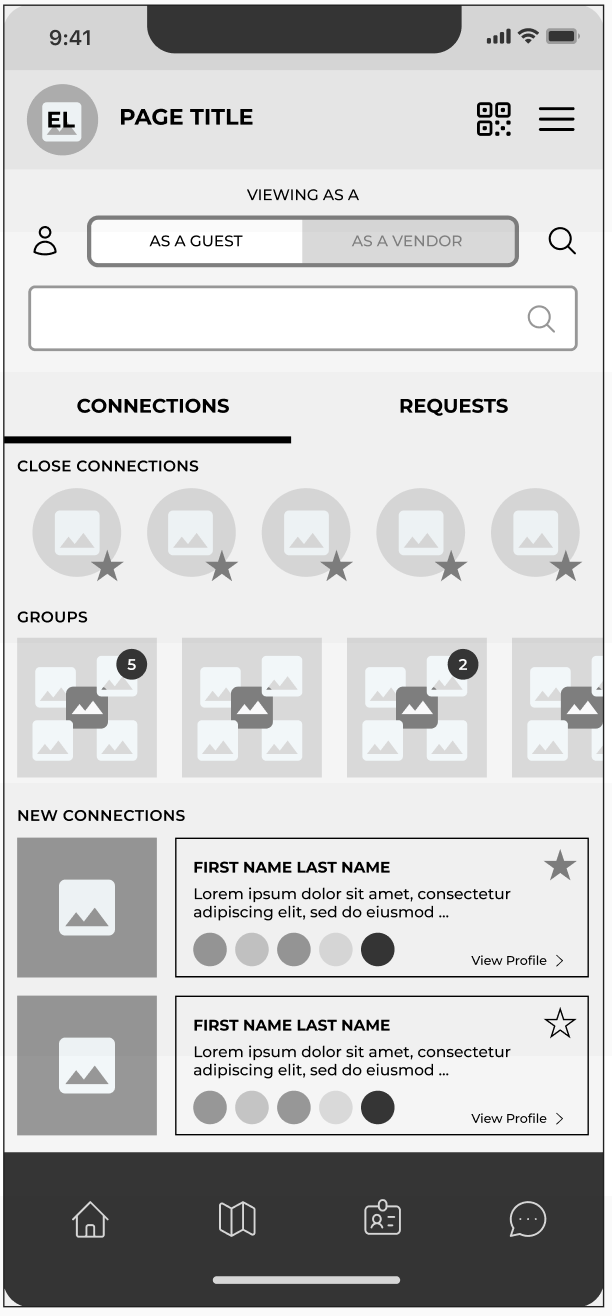 9:41
EL
PAGE TITLE
VIEWING AS A
AS A GUEST
AS A VENDOR
CONNECTIONS
REQUESTS
CLOSE CONNECTIONS
GROUPS
5
2
NEW CONNECTIONS
FIRST NAME LAST NAME
Lorem ipsum dolor sit amet, consectetur
adipiscing elit, sed do eiusmod ...
View Profile
FIRST NAME LAST NAME
Lorem ipsum dolor sit amet, consectetur
adipiscing elit, sed do eiusmod ...
View Profile